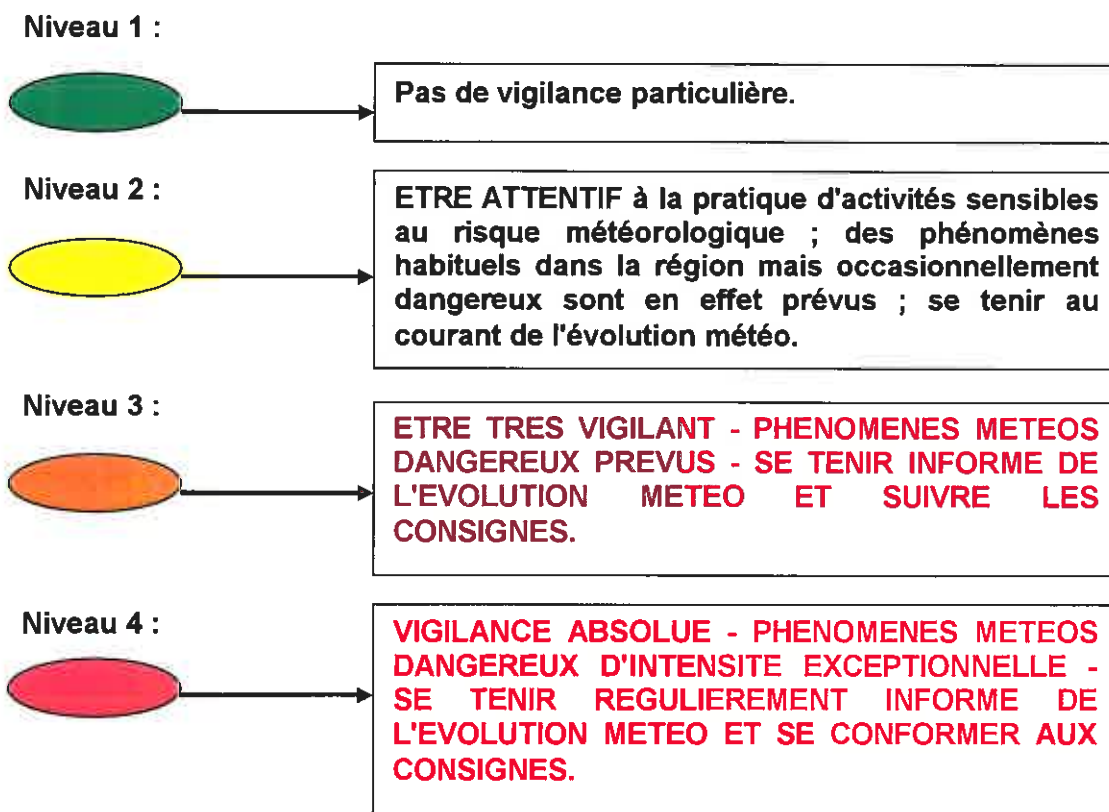 Niveau 1 :
Pas de vigilance particulière.
Niveau 2 :
ETRE ATTENTIF à la pratique d'activités sensibles
au risque météorologique ; des phénomènes
habituels dans la région mais occasionnellement
dangereux sont en effet prévus ; se tenir au
courant de l'évolution météo.
Niveau 3 :
ETRE TRES VIGILANT - PHENOMENES METEOS
DANGEREUX PREVUS - SE TENIR INFORME DE
L'EVOLUTION METEO ET SUIVRE LES
CONSIGNES.
Niveau 4 :
VIGILANCE ABSOLUE - PHENOMENES METEOS
DANGEREUX D'INTENSITE EXCEPTIONNELLE -
SE TENIR REGULIEREMENT INFORME DE
L'EVOLUTION METEO ET SE CONFORMER AUX
CONSIGNES.